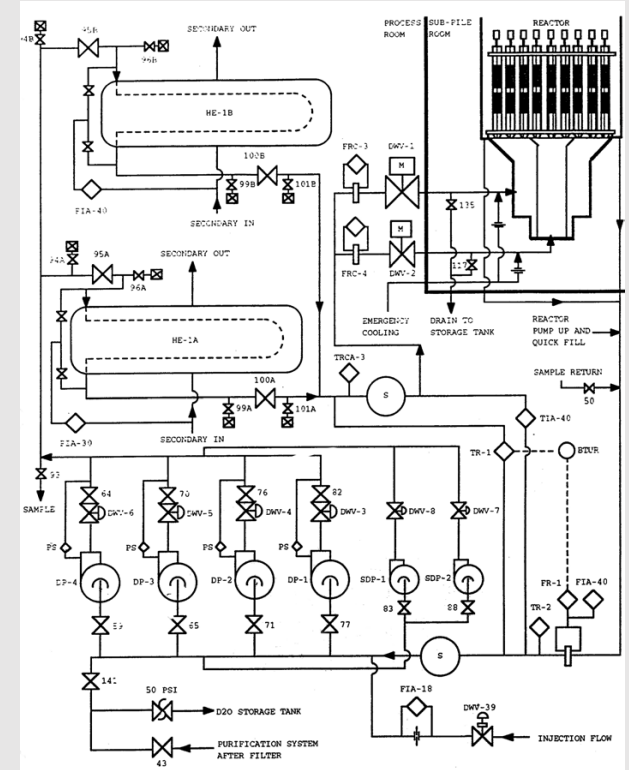 SECONDARY OUT
PROCESS
ROOM
SUB-PILE
ROOM
REACTOR
95B
96B
HE-1B
100B
99B
101B
FIA-40
SECONDARY IN
FRC-3
DWV-1
M
135
FRC-4
DWV-2
M
117
SECONDARY OUT
94A
95A
96A
HE-1A
100A
99A
101A
FIA-39
SECONDARY IN
EMERGENCY
COOLING
DRAIN TO
STORAGE TANK
REACTOR
PUMP UP AND
QUICK FILL
SAMPLE RETURN
50
TRCA-3
S
TIA-40
TR-1
BTUR
93
SAMPLE
64
DWV-6
70
DWV-5
76
DWV-4
82
DWV-3
DWV-8
DWV-7
PS
PS
PS
PS
DP-4
DP-3
DP-2
DP-1
SDP-1
SDP-2
83
88
59
65
71
77
FR-1
FIA-40
TR-2
S
141
50 PSI
D2O STORAGE TANK
43
PURIFICATION SYSTEM
AFTER FILTER
FIA-18
DWV-39
INJECTION FLOW